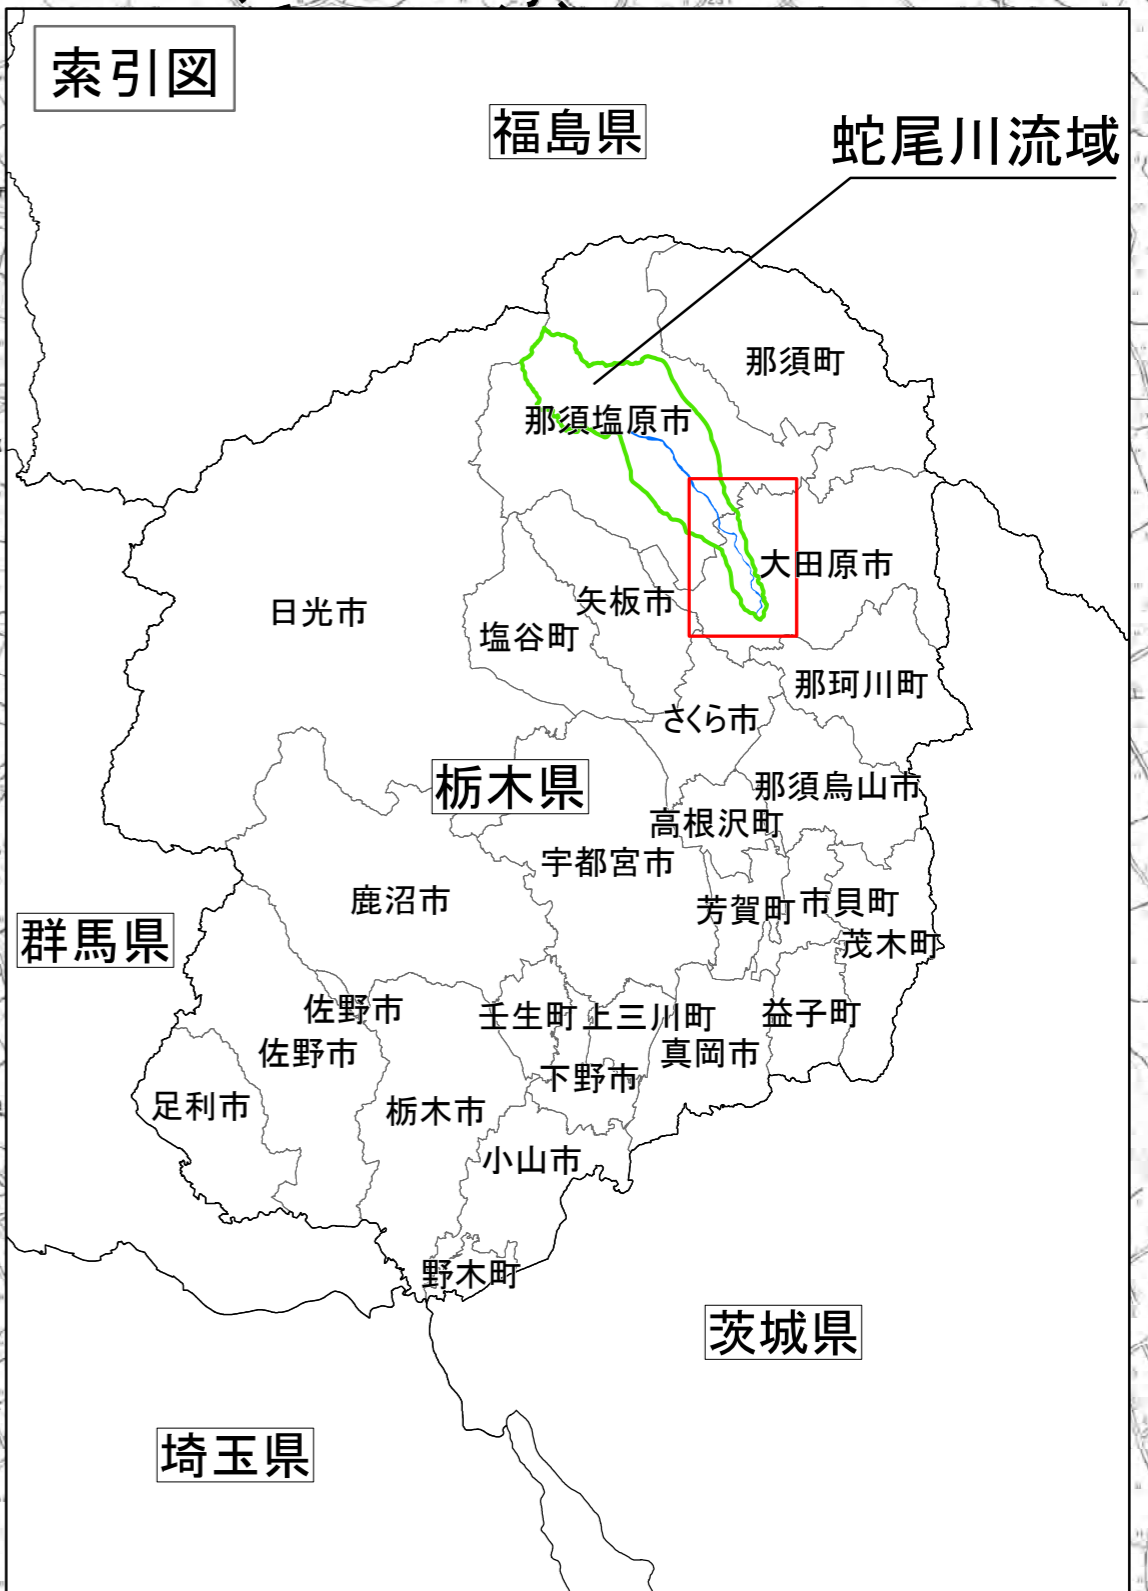 索引図
福島県
蛇尾川流域
那須町
那須塩原市
大田原市
日光市
矢板市
塩谷町
那珂川町
さくら市
栃木県
那須烏山市
高根沢町
宇都宮市
鹿沼市
芳賀町
市貝町
群馬県
茂木町
佐野市
壬生町
上三川町
益子町
佐野市
真岡市
下野市
足利市
栃木市
小山市
野木町
茨城県
埼玉県